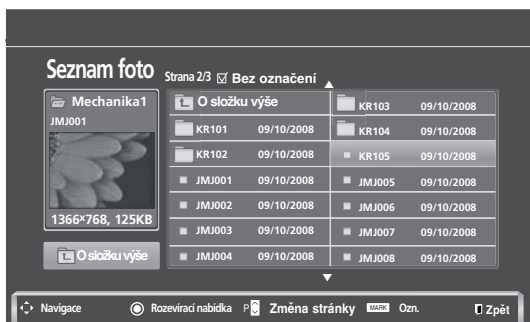 Seznam foto
Strana 2/3 ☑ Bez označení
Mechanika1
JMJ001
1366×768, 125KB
O složku výše
O složku výše
KR101 09/10/2008
KR102 09/10/2008
JMJ001 09/10/2008
JMJ002 09/10/2008
JMJ003 09/10/2008
JMJ004 09/10/2008
KR103 09/10/2008
KR104 09/10/2008
KR105 09/10/2008
JMJ005 09/10/2008
JMJ006 09/10/2008
JMJ007 09/10/2008
JMJ008 09/10/2008
Navigace Rozevírací nabídka P Změna stránky MARK Ozn. Zpět